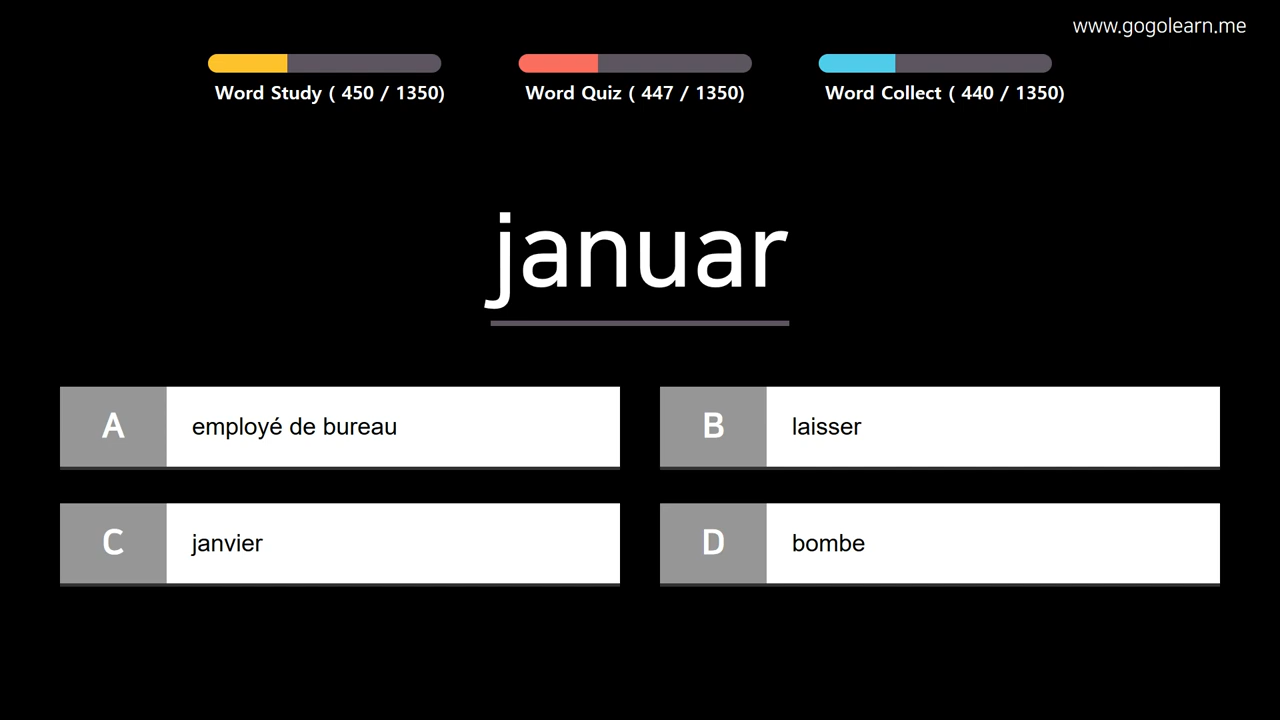 www.gogolearn.me
Word Study ( 450 / 1350)
Word Quiz ( 447 / 1350)
Word Collect ( 440 / 1350)
januar
A employé de bureau
B laisser
C janvier
D bombe